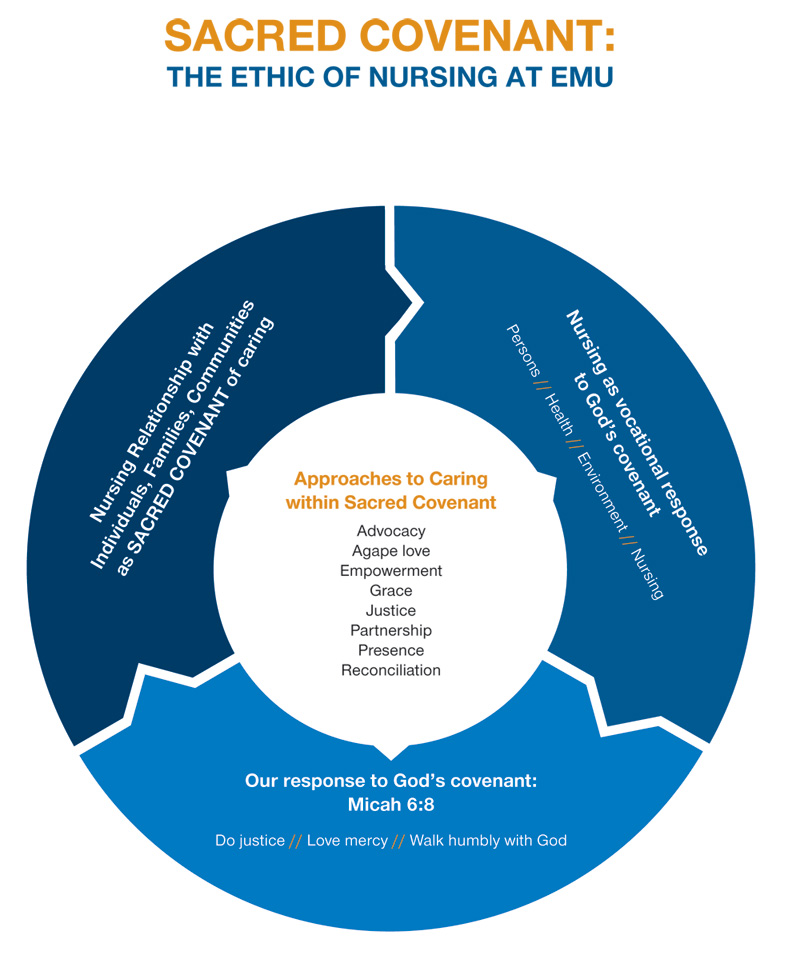 SACRED COVENANT:
THE ETHIC OF NURSING AT EMU
Nursing Relationship with
Individuals, Families, Communities
as SACRED COVENANT of caring
Nursing as vocational response
to God's covenant
Persons // Health // Environment // Nursing
Approaches to Caring
within Sacred Covenant
Advocacy
Agape love
Empowerment
Grace
Justice
Partnership
Presence
Reconciliation
Our response to God's covenant:
Micah 6:8
Do justice // Love mercy // Walk humbly with God